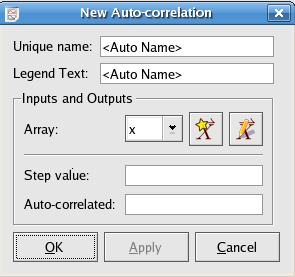 New Auto-correlation
Unique name: <Auto Name>
Legend Text: <Auto Name>
Inputs and Outputs
Array: x
Step value:
Auto-correlated:
OK Apply Cancel